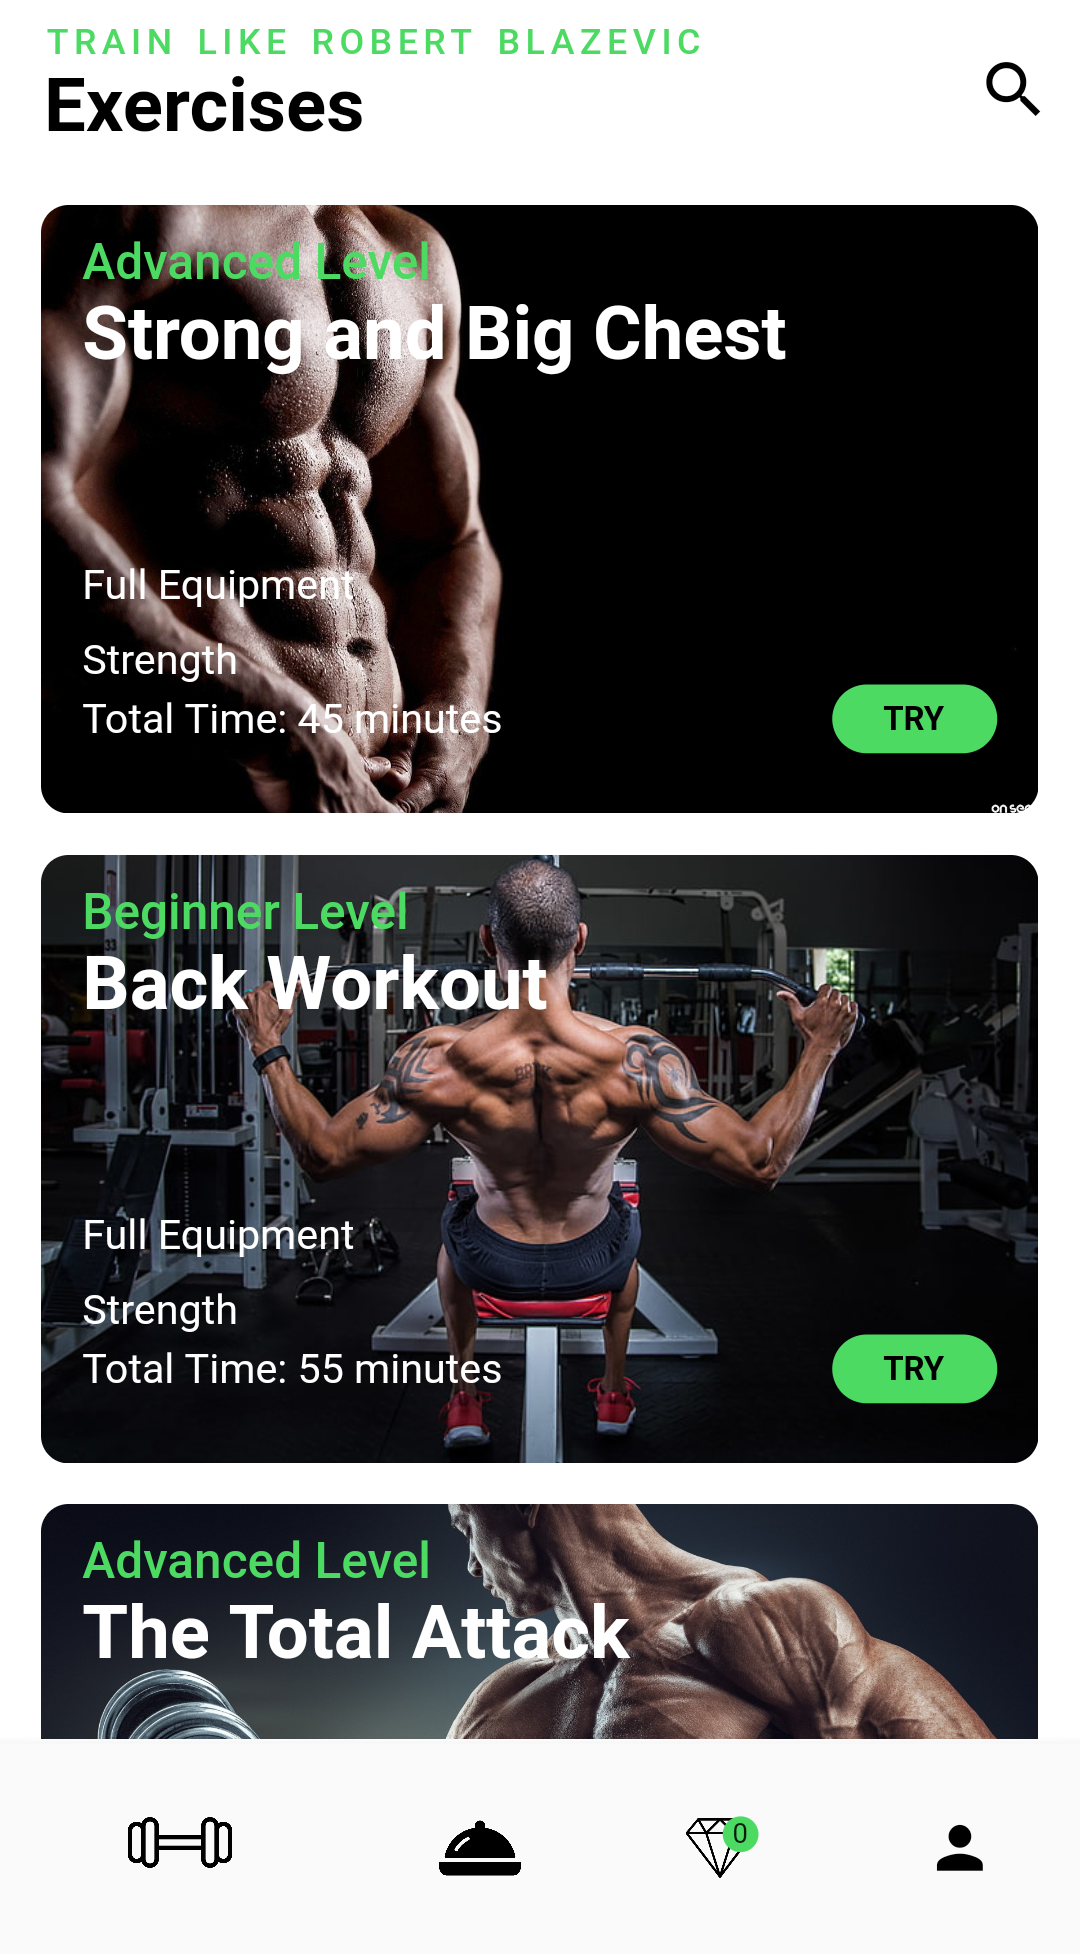 TRAIN LIKE ROBERT BLAZEVIC
Exercises
Advanced Level
Strong and Big Chest
Full Equipment
Strength
Total Time: 45 minutes
TRY
Beginner Level
Back Workout
Full Equipment
Strength
Total Time: 55 minutes
TRY
Advanced Level
The Total Attack
0